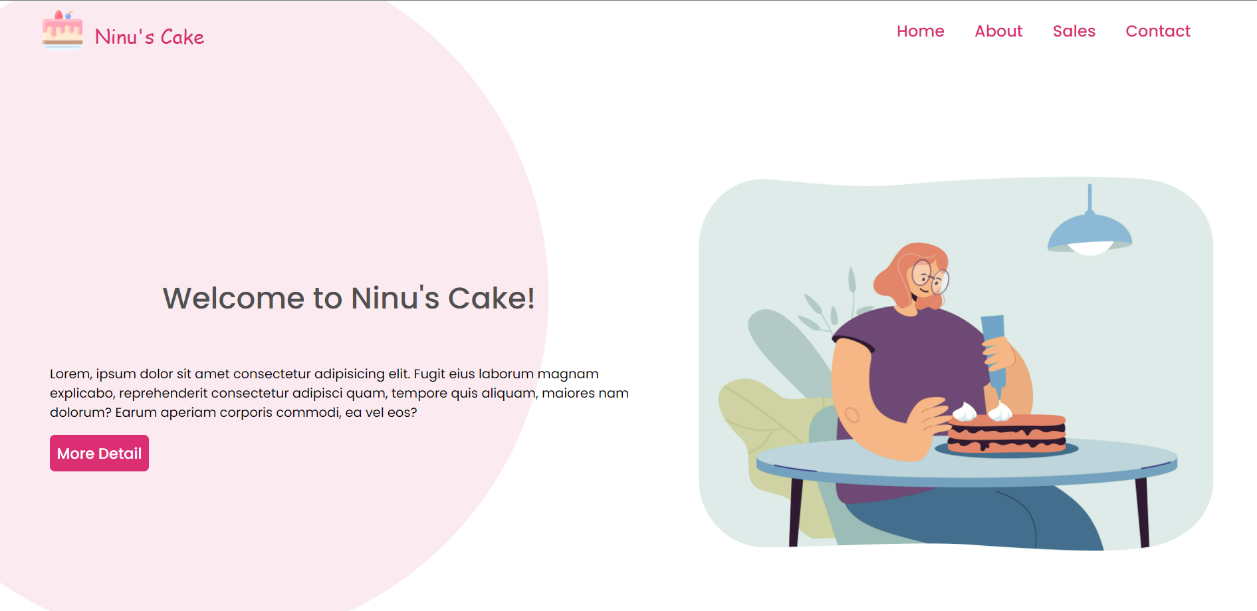 Ninu's Cake
Home
About
Sales
Contact
Welcome to Ninu's Cake!
Lorem, ipsum dolor sit amet consectetur adipisicing elit. Fugit eius laborum magnam
explicabo, reprehenderit consectetur adipisci quam, tempore quis aliquam, maiores nam
dolorum? Earum aperiam corporis commodi, ea vel eos?
More Detail